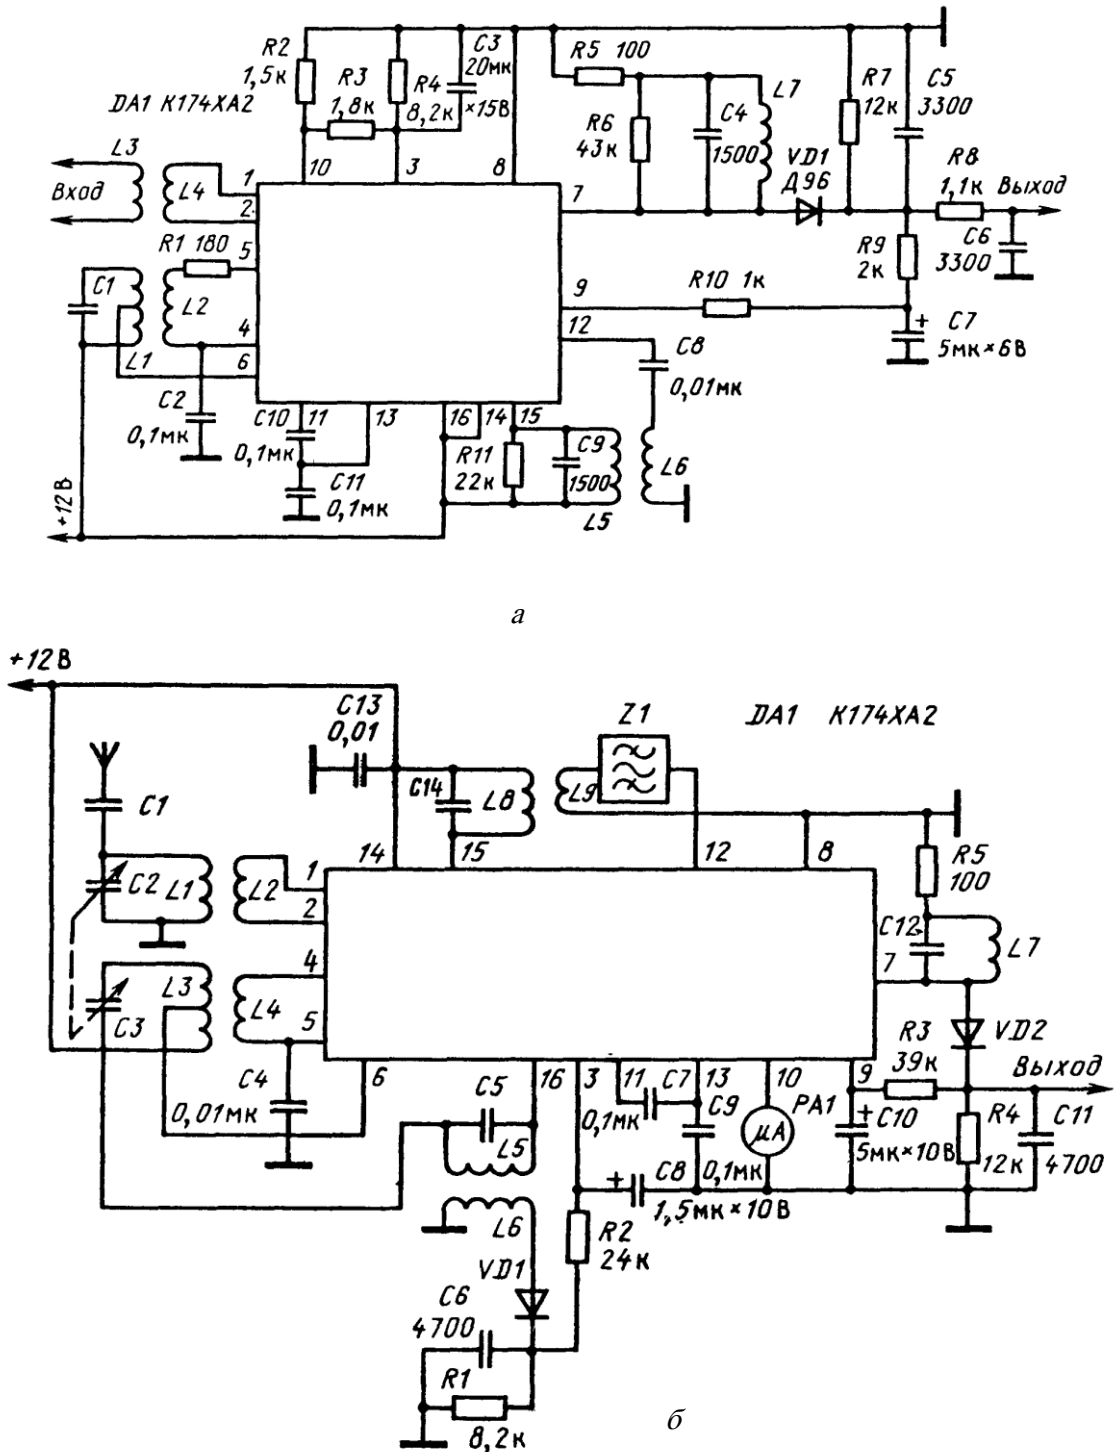 R2
1,5к
R3
1,8к
R4
8,2к
C3
20мк
×15В
R5 100
R6
43к
C4
1500
L7
R7
12к
C5
3300
DA1 К174ХА2
L3
Вход
L4
1
2
10
3
8
7
VD1
Д96
R8
1,1к
Выход
C6
3300
R1 180
5
C1
L2
4
L1
6
R9
2к
R10 1к
9
12
C7
+
5мк×6В
C8
0,01мк
C2
0,1мк
C10
0,1мк
11
13
C11
0,1мк
16
14
15
R11
22к
C9
1500
L5
L6
+12В
а
+12В
C13
0,01
Z1
DA1 К174ХА2
C14
L8
L9
C1
14
15
12
8
R5
100
C2
L1
L2
1
2
C12
L7
7
L3
L4
4
5
C3
C4
0,01мк
6
C5
16
3
11
C7
0,1мк
13
C9
0,1мк
10
PA1
μA
9
R3
39к
VD2
Выход
+
C10
5мк×10В
R4
12к
C11
4700
L5
L6
+
C8
1,5мк×10В
R2
24к
VD1
C6
4700
R1
8,2к
б